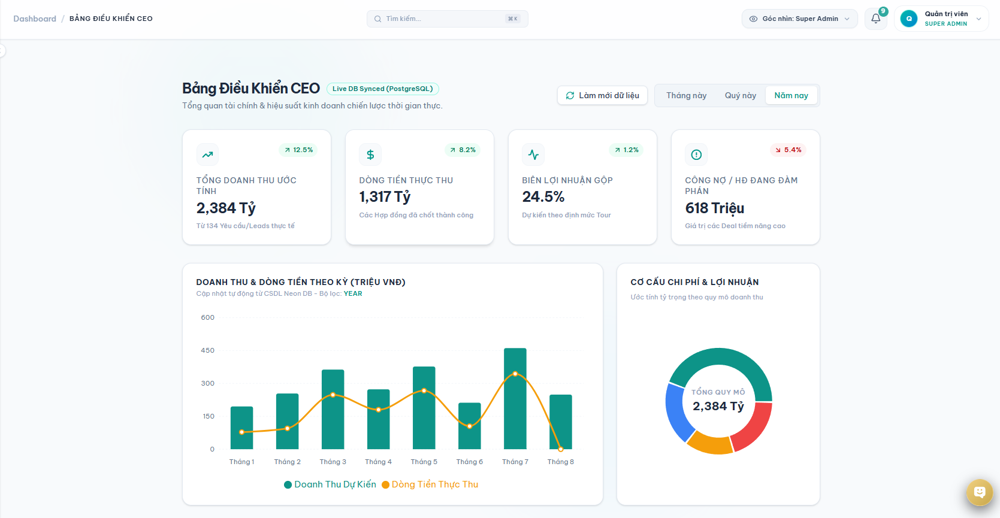 Dashboard / BẢNG ĐIỀU KHIỂN CEO
Tìm kiếm...
⌘K
Góc nhìn: Super Admin
9
Q
Quản trị viên
SUPER ADMIN
Bảng Điều Khiển CEO
Live DB Synced (PostgreSQL)
Tổng quan tài chính & hiệu suất kinh doanh chiến lược thời gian thực.
Làm mới dữ liệu
Tháng này
Quý này
Năm nay
12.5%
TỔNG DOANH THU ƯỚC
TÍNH
2,384 Tỷ
Từ 134 Yêu cầu/Leads thực tế
8.2%
DÒNG TIỀN THỰC THU
1,317 Tỷ
Các Hợp đồng đã chốt thành công
1.2%
BIÊN LỢI NHUẬN GỘP
24.5%
Dự kiến theo định mức Tour
5.4%
CÔNG NỢ / HĐ ĐANG ĐÀM
PHÁN
618 Triệu
Giá trị các Deal tiềm năng cao
DOANH THU & DÒNG TIỀN THEO KỲ (TRIỆU VNĐ)
Cập nhật tự động từ CSDL Neon DB - Bộ lọc: YEAR
600
450
300
150
0
Tháng 1
Tháng 2
Tháng 3
Tháng 4
Tháng 5
Tháng 6
Tháng 7
Tháng 8
Doanh Thu Dự Kiến
Dòng Tiền Thực Thu
CƠ CẤU CHI PHÍ & LỢI NHUẬN
Ước tính tỷ trọng theo quy mô doanh thu
TỔNG QUY MÔ
2,384 Tỷ